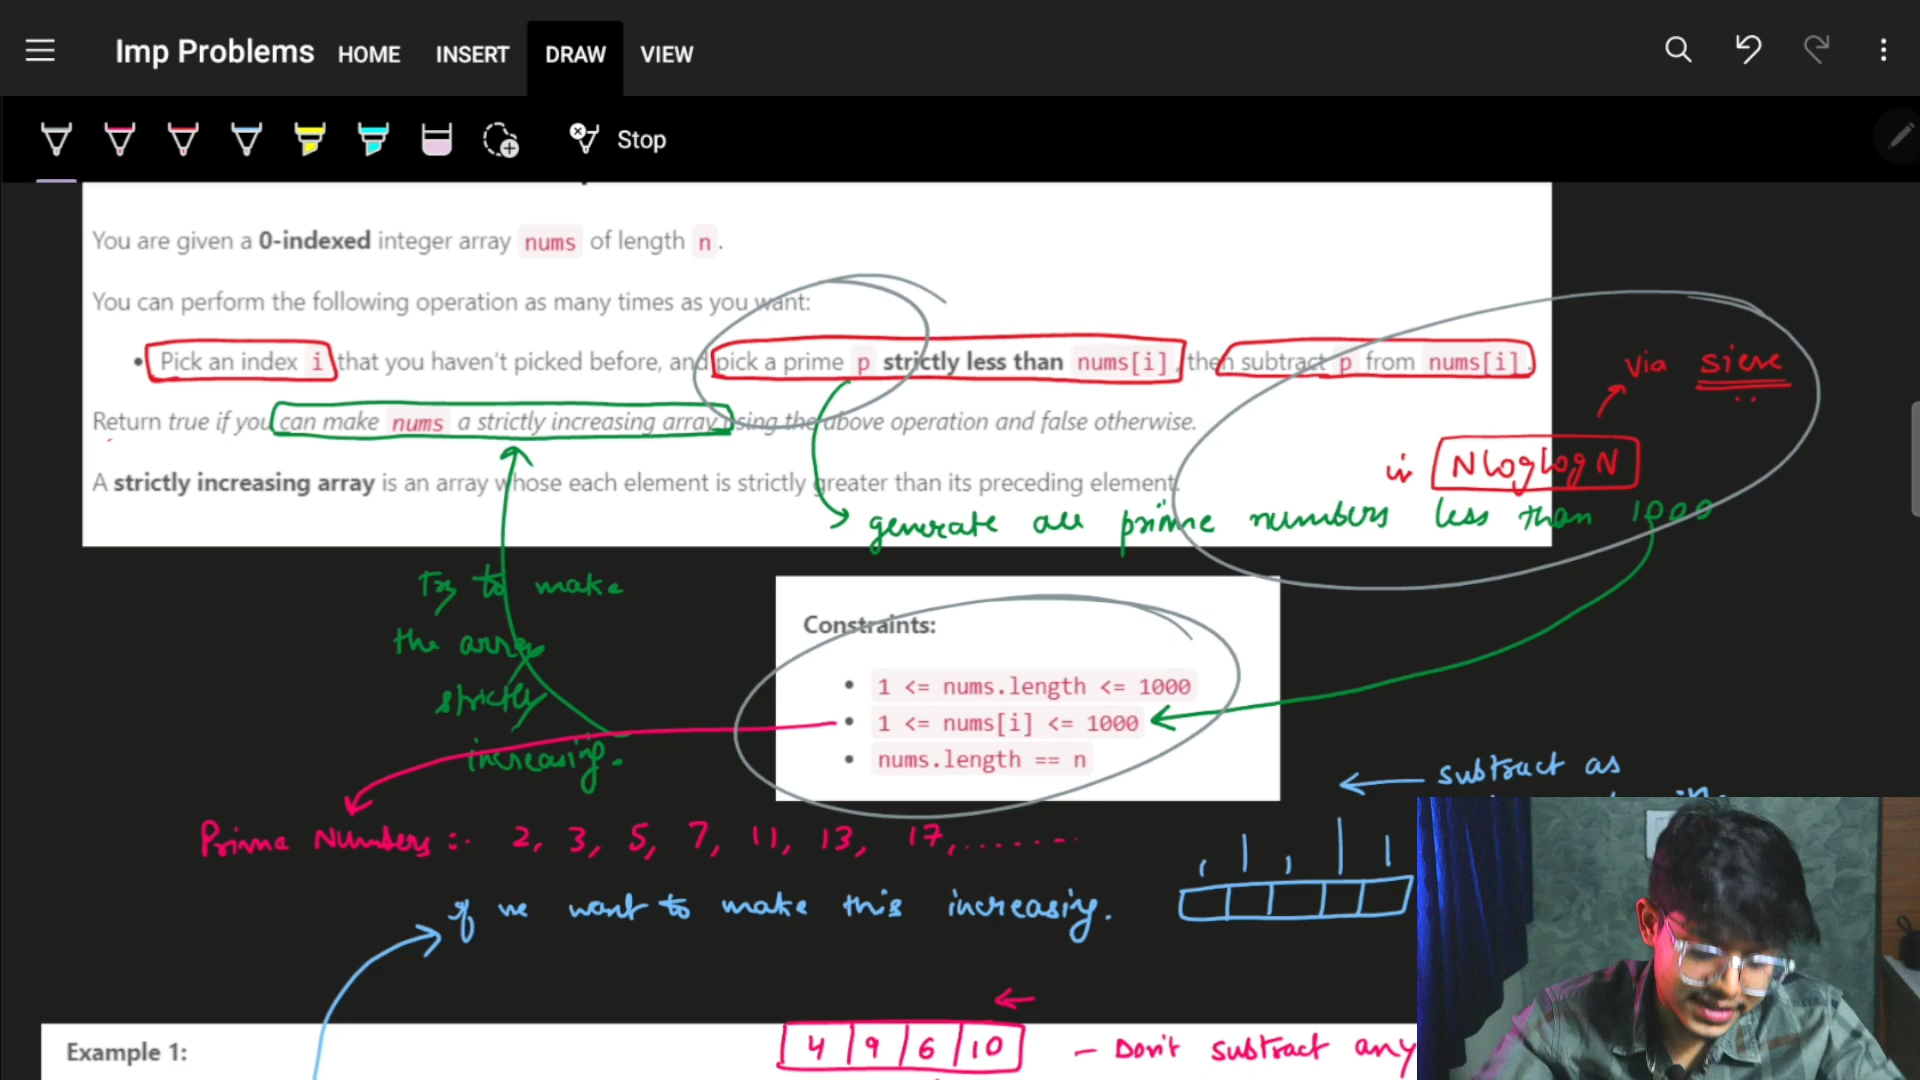 Imp Problems HOME INSERT DRAW VIEW
Stop
You are given a 0-indexed integer array nums of length n.
You can perform the following operation as many times as you want:
• Pick an index i that you haven't picked before, and pick a prime p strictly less than nums[i], then subtract p from nums[i].
via sieve
Return true if you can make nums a strictly increasing array using the above operation and false otherwise.
in NloglogN
A strictly increasing array is an array whose each element is strictly greater than its preceding element.
generate all prime numbers less than 1000
Try to make
the array
strictly
increasing.
Constraints:
• 1 <= nums.length <= 1000
• 1 <= nums[i] <= 1000
• nums.length == n
subtract as
Prime Numbers :- 2, 3, 5, 7, 11, 13, 17, .......
if we want to make this increasing.
Example 1:
4 9 6 10 - Don't subtract any